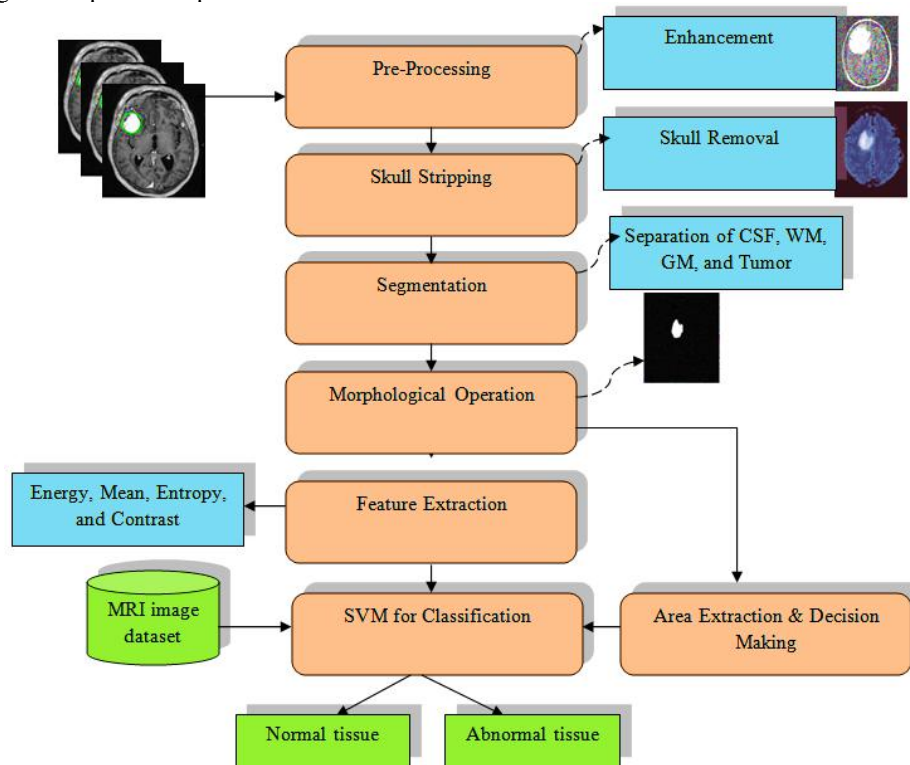 Enhancement
Pre-Processing
Skull Removal
Skull Stripping
Separation of CSF, WM,
GM, and Tumor
Segmentation
Morphological Operation
Energy, Mean, Entropy,
and Contrast
Feature Extraction
MRI image
dataset
SVM for Classification
Area Extraction & Decision
Making
Normal tissue
Abnormal tissue